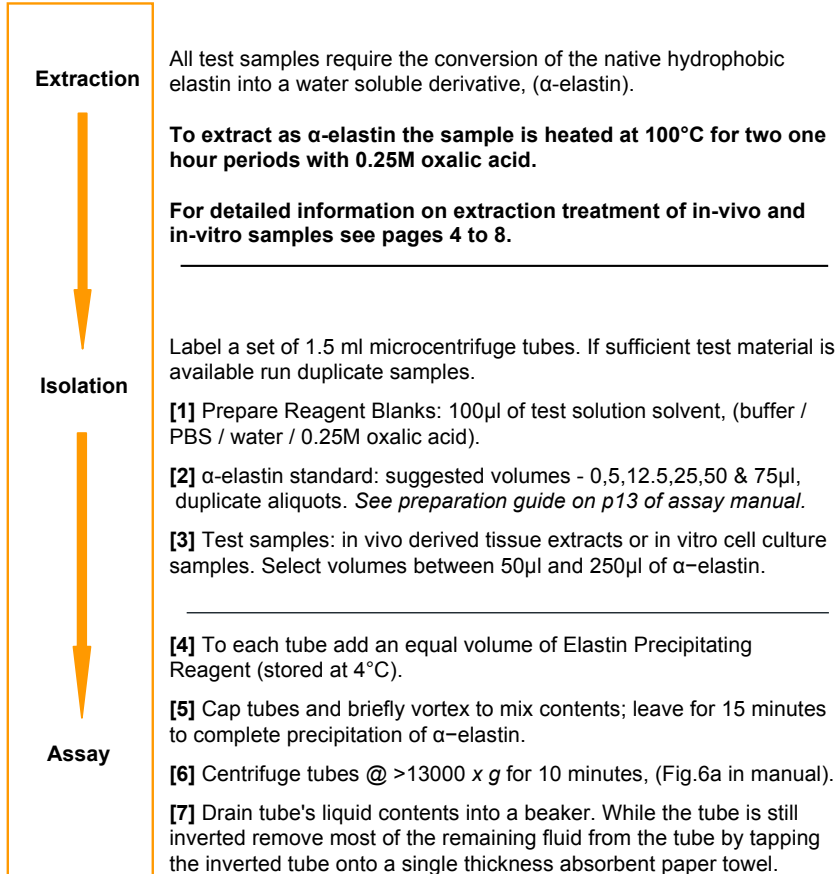 Extraction
All test samples require the conversion of the native hydrophobic
elastin into a water soluble derivative, (α-elastin).
To extract as α-elastin the sample is heated at 100°C for two one
hour periods with 0.25M oxalic acid.
For detailed information on extraction treatment of in-vivo and
in-vitro samples see pages 4 to 8.
Isolation
Label a set of 1.5 ml microcentrifuge tubes. If sufficient test material is
available run duplicate samples.
[1] Prepare Reagent Blanks: 100µl of test solution solvent, (buffer /
PBS / water / 0.25M oxalic acid).
[2] α-elastin standard: suggested volumes - 0,5,12.5,25,50 & 75µl,
duplicate aliquots. See preparation guide on p13 of assay manual.
[3] Test samples: in vivo derived tissue extracts or in vitro cell culture
samples. Select volumes between 50µl and 250µl of α−elastin.
Assay
[4] To each tube add an equal volume of Elastin Precipitating
Reagent (stored at 4°C).
[5] Cap tubes and briefly vortex to mix contents; leave for 15 minutes
to complete precipitation of α−elastin.
[6] Centrifuge tubes @ >13000 x g for 10 minutes, (Fig.6a in manual).
[7] Drain tube's liquid contents into a beaker. While the tube is still
inverted remove most of the remaining fluid from the tube by tapping
the inverted tube onto a single thickness absorbent paper towel.